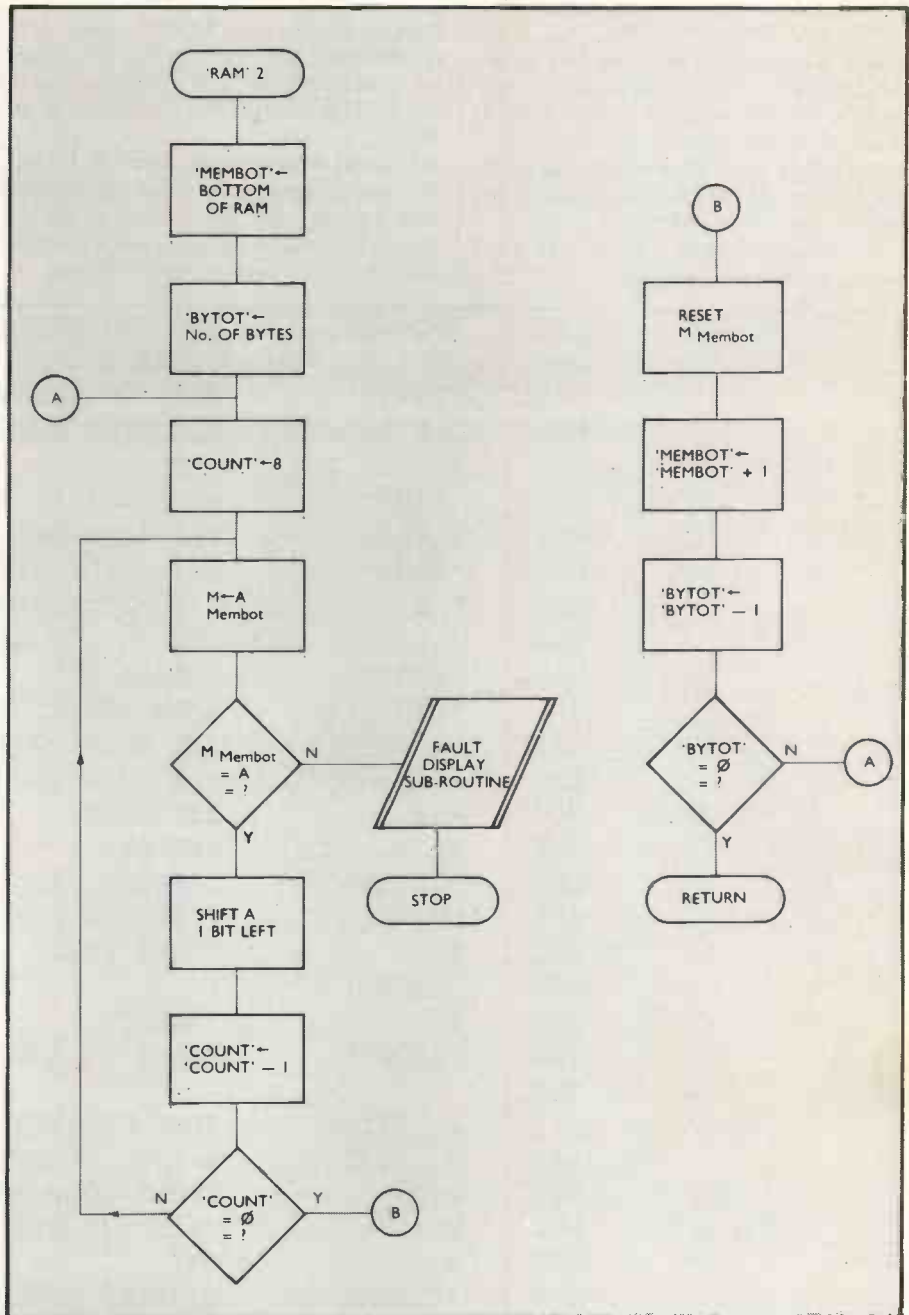 'RAM' 2
'MEMBOT'←
BOTTOM
OF RAM
'BYTOT'←
No. OF BYTES
A
'COUNT'←8
M←A
Membot
M Membot
= A
= ?
N
Y
FAULT
DISPLAY
SUB-ROUTINE
STOP
SHIFT A
1 BIT LEFT
'COUNT'←
'COUNT' – 1
'COUNT'
= Ø
= ?
N
Y
B
B
RESET
M Membot
'MEMBOT'←
'MEMBOT' + 1
'BYTOT'←
'BYTOT' – 1
'BYTOT'
= Ø
= ?
N
A
Y
RETURN